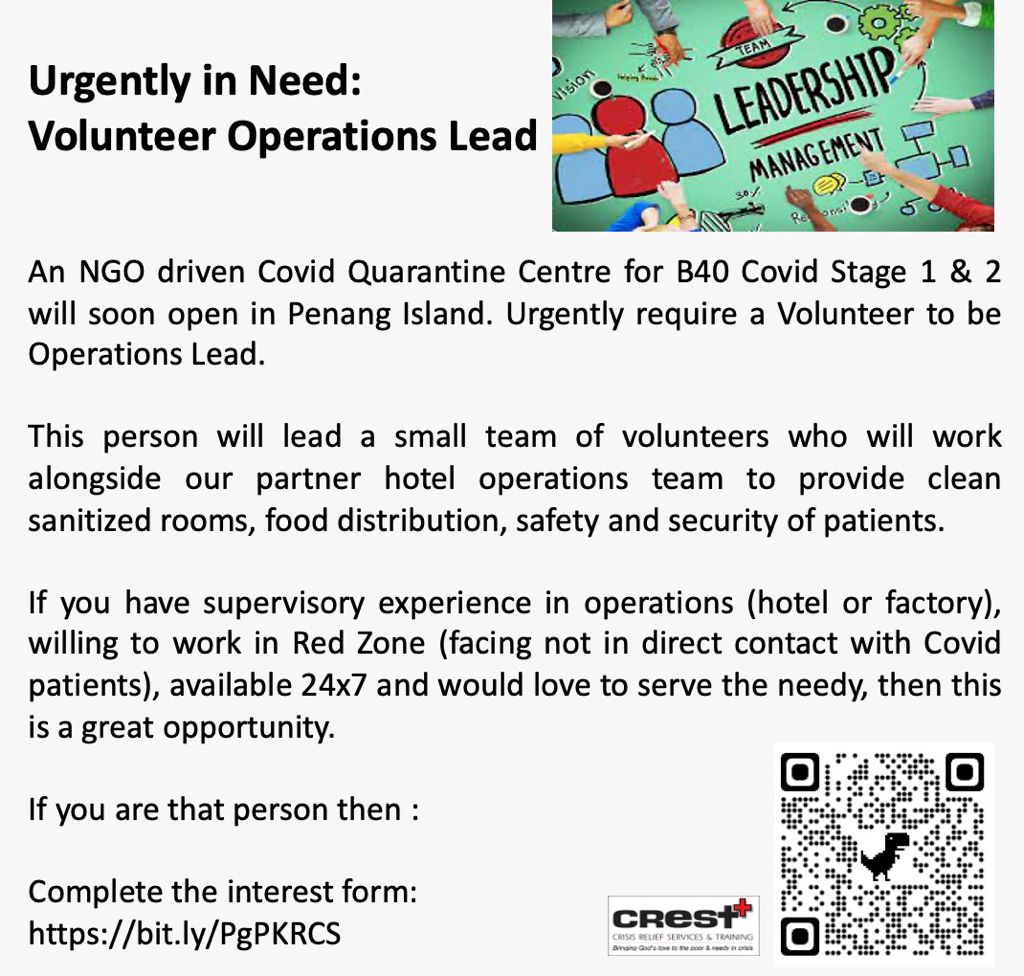 Urgently in Need:
Volunteer Operations Lead
TEAM
Vision
Helping Hands
LEADERSHIP
MANAGEMENT
30%
An NGO driven Covid Quarantine Centre for B40 Covid Stage 1 & 2
will soon open in Penang Island. Urgently require a Volunteer to be
Operations Lead.
This person will lead a small team of volunteers who will work
alongside our partner hotel operations team to provide clean
sanitized rooms, food distribution, safety and security of patients.
If you have supervisory experience in operations (hotel or factory),
willing to work in Red Zone (facing not in direct contact with Covid
patients), available 24x7 and would love to serve the needy, then this
is a great opportunity.
If you are that person then :
Complete the interest form:
https://bit.ly/PgPKRCS
crest
CRISIS RELIEF SERVICES & TRAINING
Bringing God's love to the poor & needy in crisis